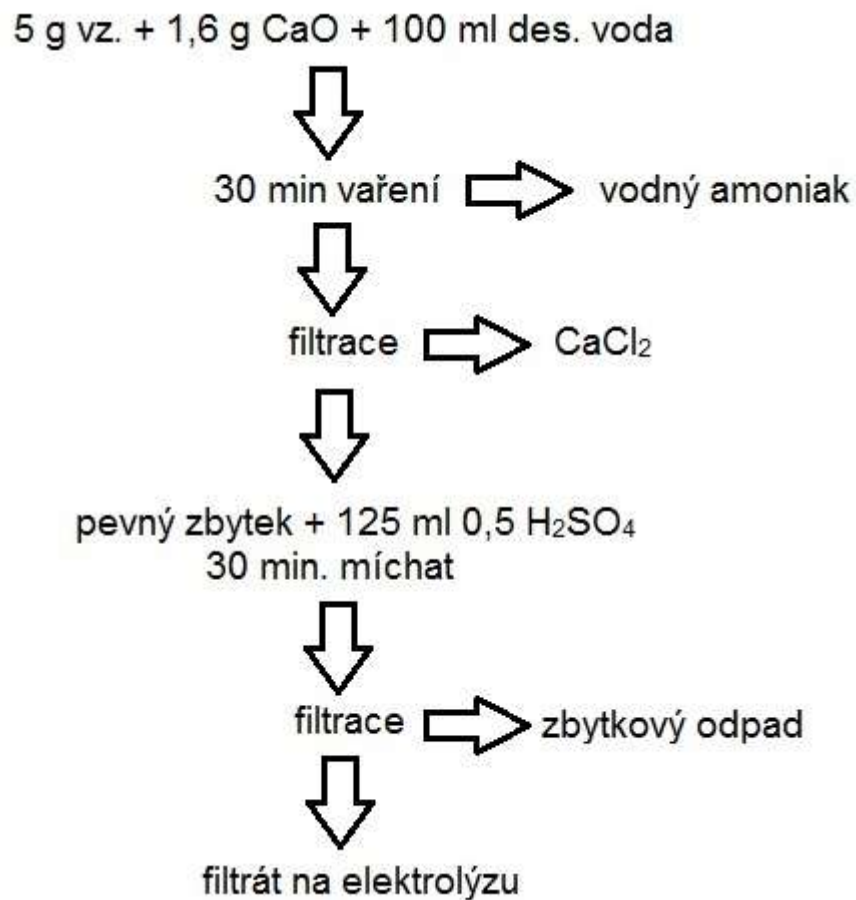 5 g vz. + 1,6 g CaO + 100 ml des. voda
30 min vaření
vodný amoniak
filtrace
CaCl₂
pevný zbytek + 125 ml 0,5 H₂SO₄
30 min. míchat
filtrace
zbytkový odpad
filtrát na elektrolýzu